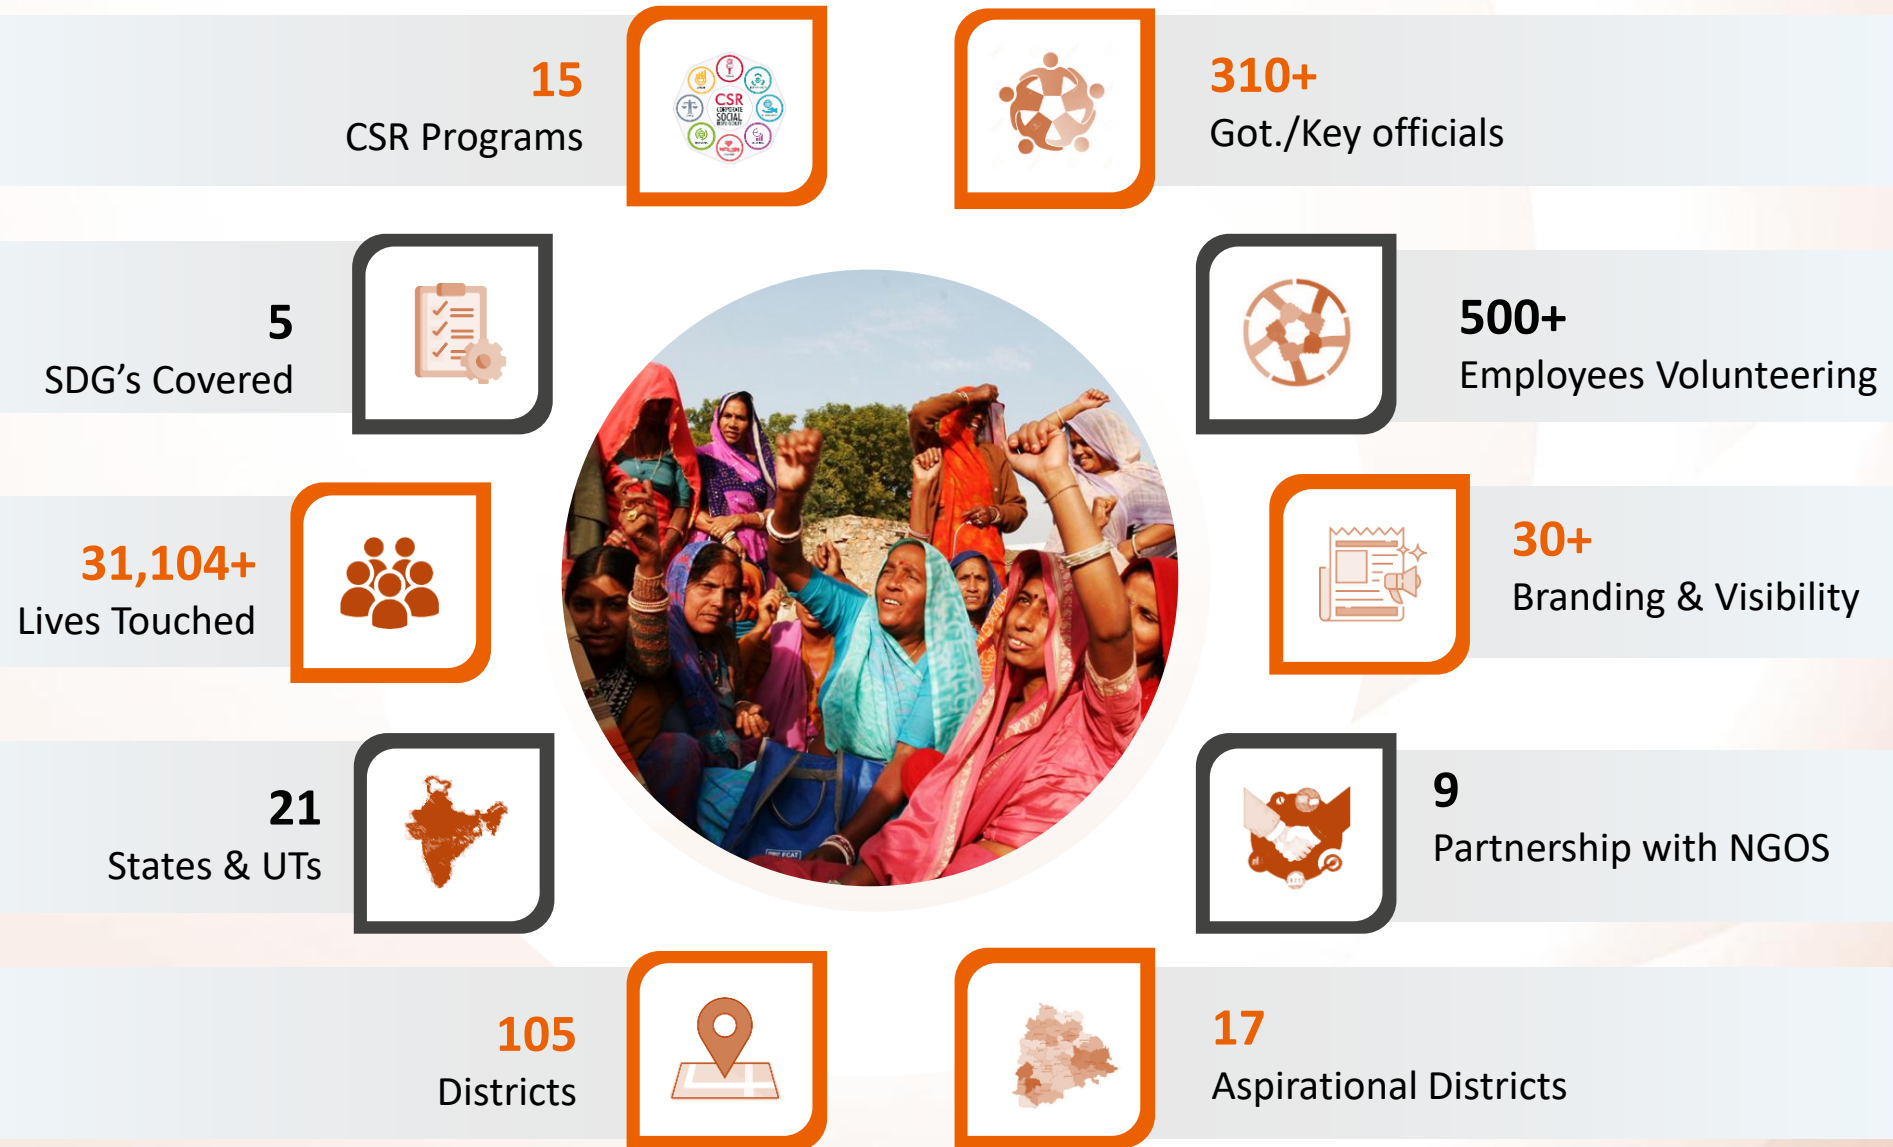 15
CSR Programs
CSR
CORPORATE
SOCIAL
310+
Got./Key officials
5
SDG’s Covered
500+
Employees Volunteering
31,104+
Lives Touched
30+
Branding & Visibility
21
States & UTs
9
Partnership with NGOS
105
Districts
17
Aspirational Districts